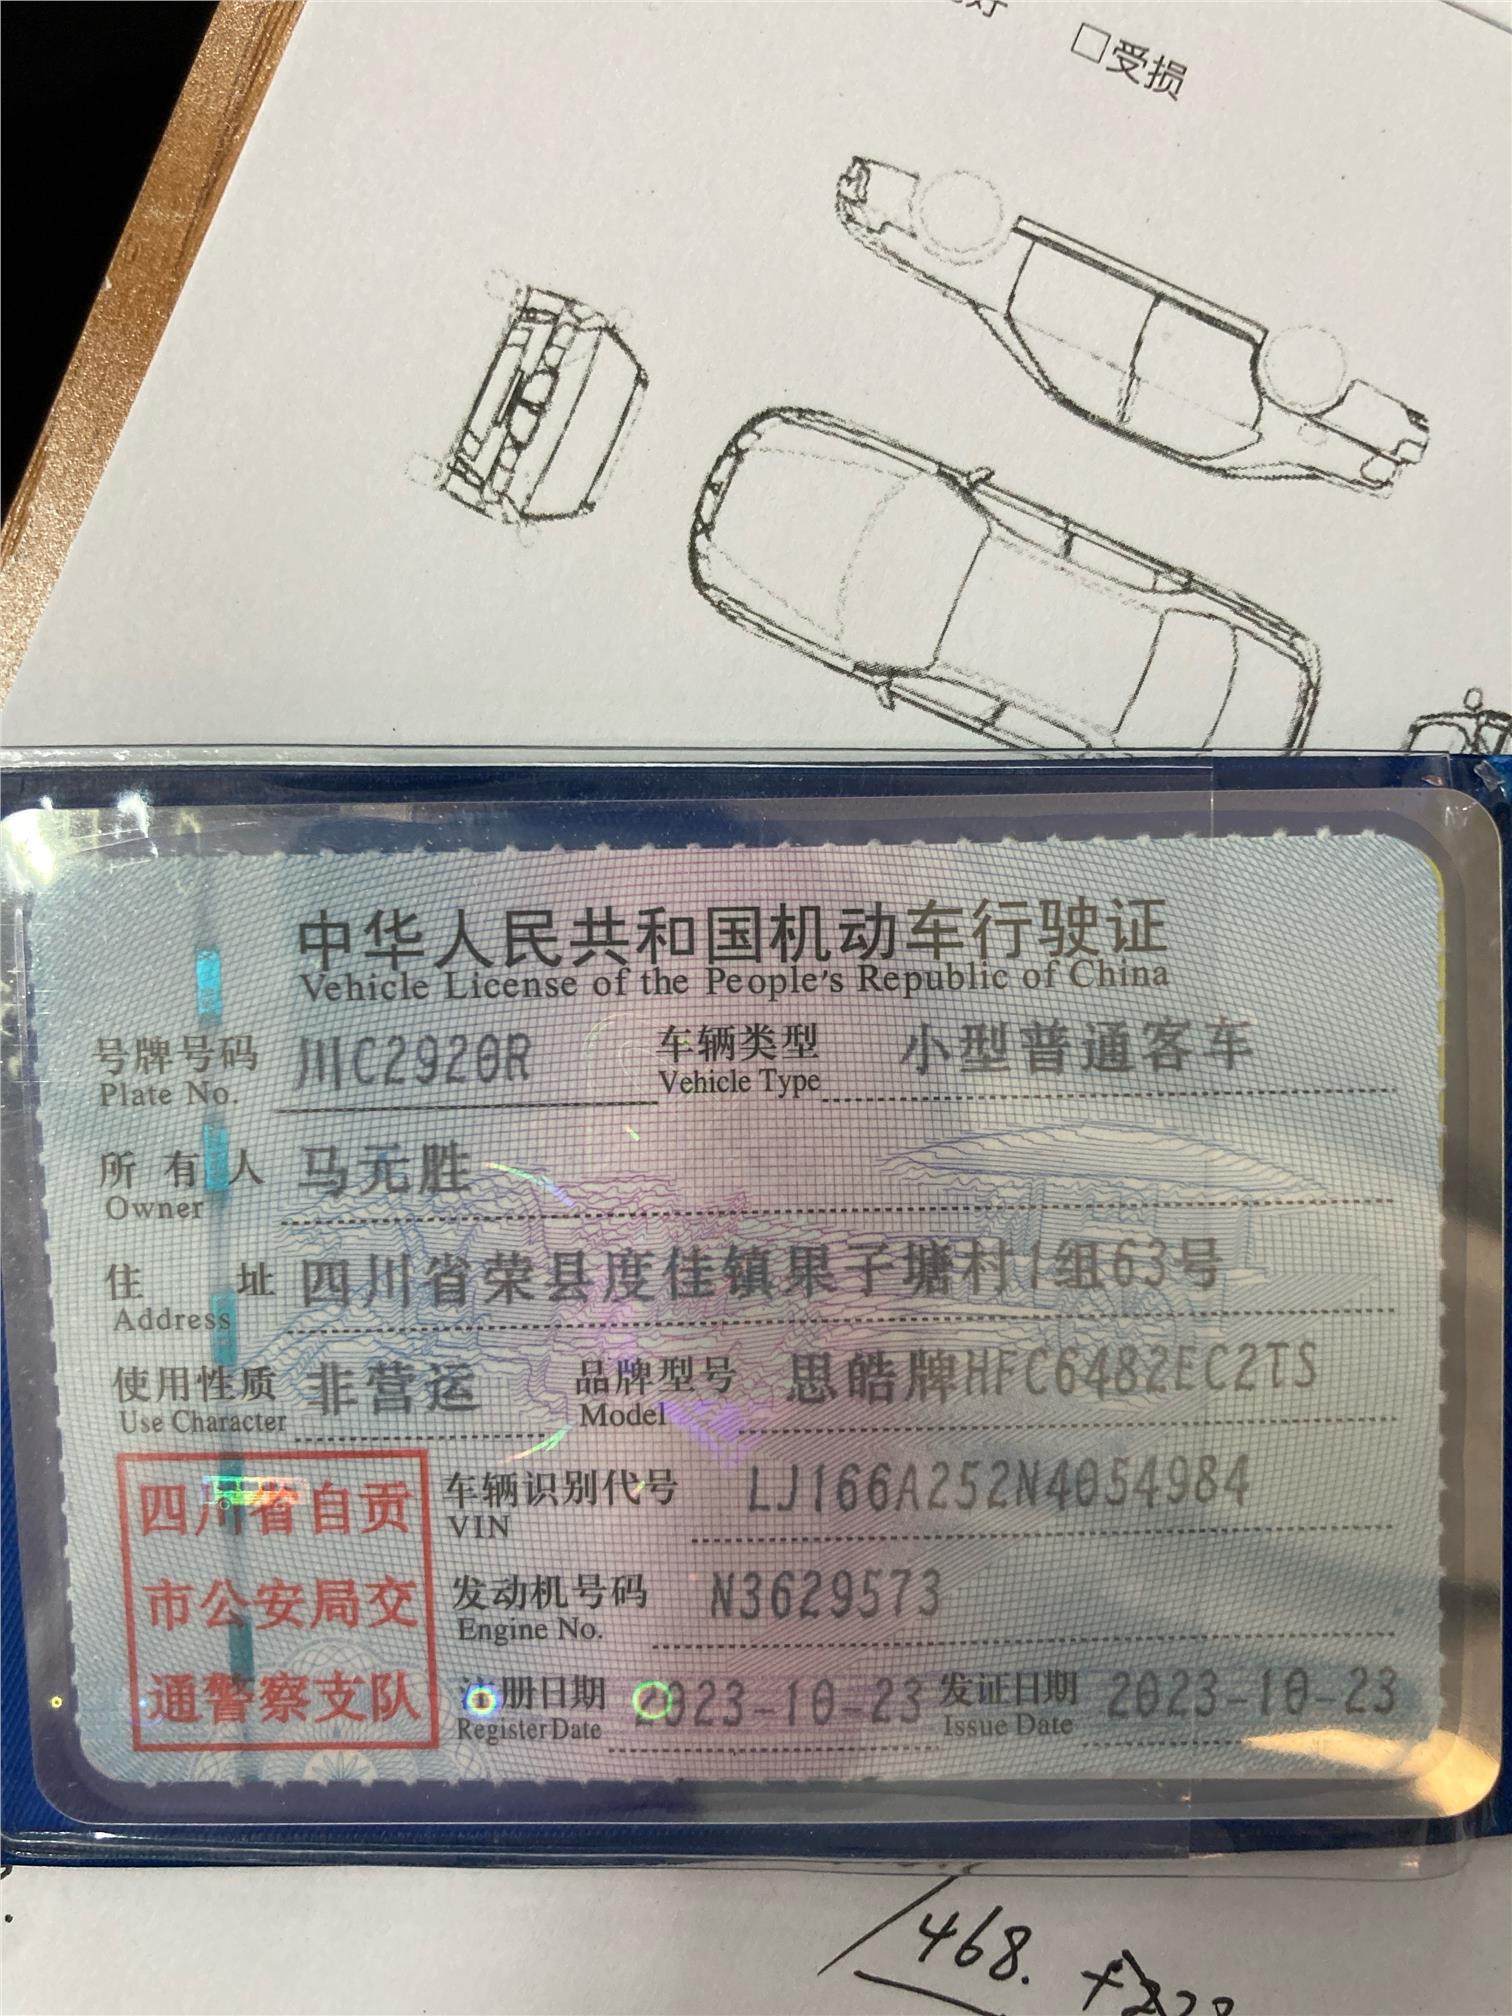 □受损
中华人民共和国机动车行驶证
Vehicle License of the People's Republic of China
号牌号码 川C2920R 车辆类型 小型普通客车
Plate No. Vehicle Type
所有人 马元胜
Owner
住址 四川省荣县度佳镇果子塘村1组63号
Address
使用性质 非营运 品牌型号 思皓牌HFC6482EC2TS
Use Character Model
四川省自贡
市公安局交
通警察支队
车辆识别代号 LJ166A252N4054984
VIN
发动机号码 N3629573
Engine No.
注册日期 2023-10-23 发证日期 2023-10-23
Register Date Issue Date
468.